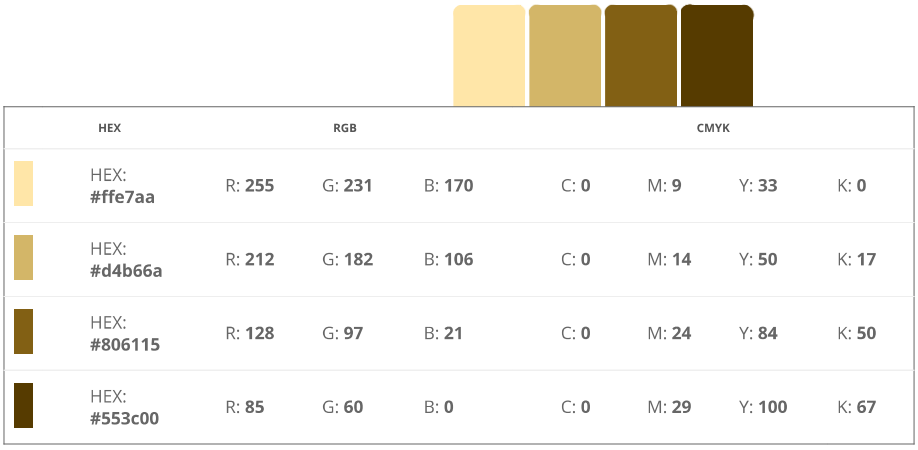 HEX RGB CMYK
HEX:
#ffe7aa
R: 255 G: 231 B: 170 C: 0 M: 9 Y: 33 K: 0
HEX:
#d4b66a
R: 212 G: 182 B: 106 C: 0 M: 14 Y: 50 K: 17
HEX:
#806115
R: 128 G: 97 B: 21 C: 0 M: 24 Y: 84 K: 50
HEX:
#553c00
R: 85 G: 60 B: 0 C: 0 M: 29 Y: 100 K: 67